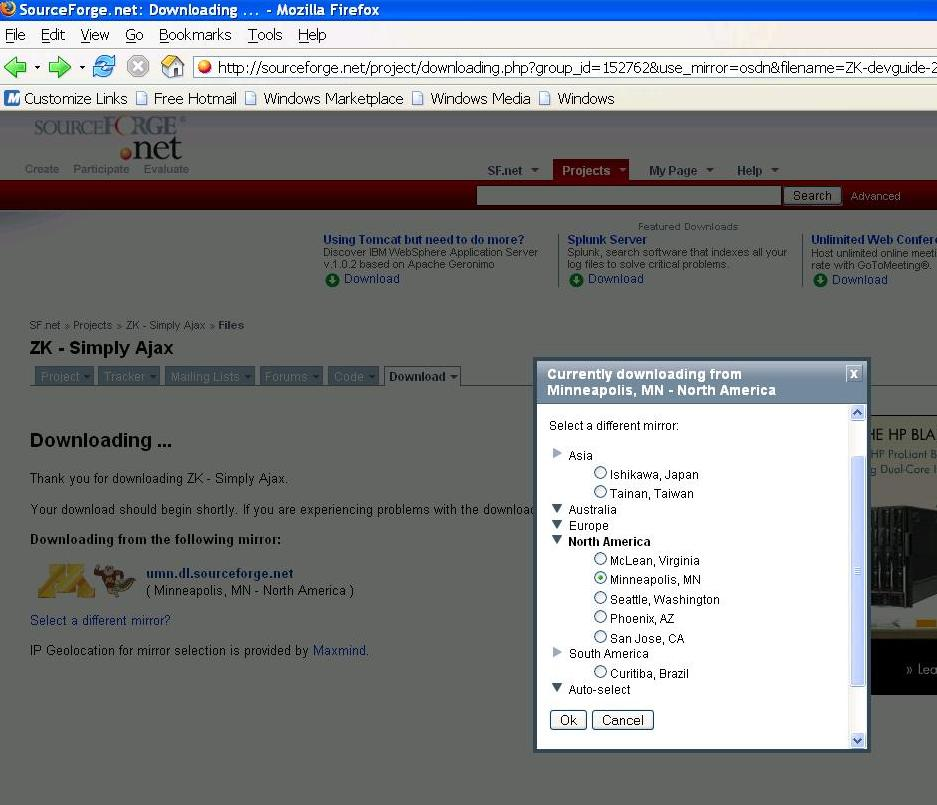 SourceForge.net: Downloading ... - Mozilla Firefox
File Edit View Go Bookmarks Tools Help
http://sourceforge.net/project/downloading.php?group_id=152762&use_mirror=osdn&filename=ZK-devguide-2
Customize Links Free Hotmail Windows Marketplace Windows Media Windows
SOURCEFORGE®
.net
Create Participate Evaluate
SF.net Projects My Page Help
Search Advanced
Featured Downloads
Using Tomcat but need to do more?
Discover IBM WebSphere Application Server
v.1.0.2 based on Apache Geronimo
Download
Splunk Server
Splunk, search software that indexes all your
log files to solve critical problems.
Download
Unlimited Web Confere
Host unlimited online meeti
rate with GoToMeeting®.
Download
SF.net » Projects » ZK - Simply Ajax » Files
ZK - Simply Ajax
Project Tracker Mailing Lists Forums Code Download
Downloading ...
Thank you for downloading ZK - Simply Ajax.
Your download should begin shortly. If you are experiencing problems with the downloa
Downloading from the following mirror:
umn.dl.sourceforge.net
( Minneapolis, MN - North America )
Select a different mirror?
IP Geolocation for mirror selection is provided by Maxmind.
Currently downloading from
Minneapolis, MN - North America
x
Select a different mirror:
Asia
Ishikawa, Japan
Tainan, Taiwan
Australia
Europe
North America
McLean, Virginia
Minneapolis, MN
Seattle, Washington
Phoenix, AZ
San Jose, CA
South America
Curitiba, Brazil
Auto-select
Ok Cancel
HE HP BLA
HP ProLiant B
g Dual-Core I
» Lea